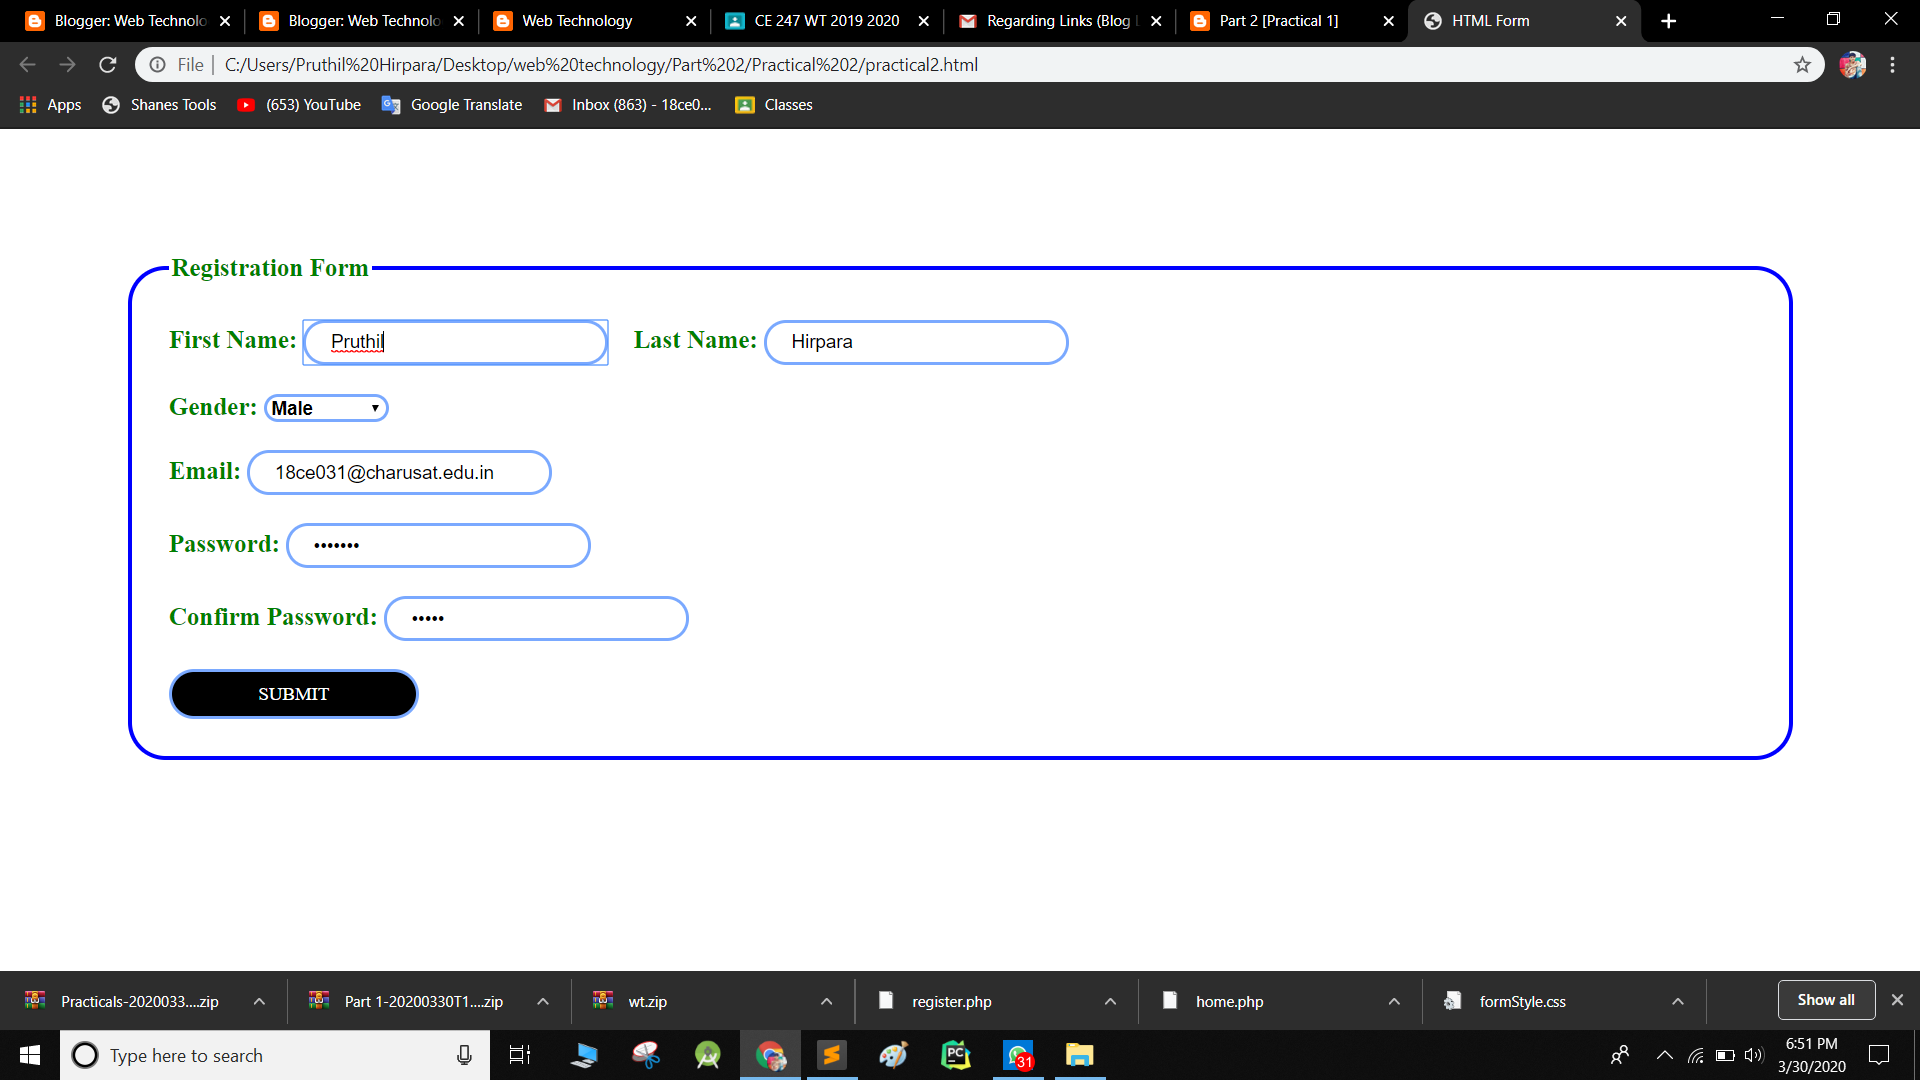 Blogger: Web Technolo
Blogger: Web Technolo
Web Technology
CE 247 WT 2019 2020
Regarding Links (Blog
Part 2 [Practical 1]
HTML Form
File
C:/Users/Pruthil%20Hirpara/Desktop/web%20technology/Part%202/Practical%202/practical2.html
Apps
Shanes Tools
(653) YouTube
Google Translate
Inbox (863) - 18ce0...
Classes
Registration Form
First Name: Pruthil Last Name: Hirpara
Gender: Male
Email: 18ce031@charusat.edu.in
Password: •••••••
Confirm Password: •••••
SUBMIT
Practicals-2020033....zip
Part 1-20200330T1....zip
wt.zip
register.php
home.php
formStyle.css
Show all
Type here to search
PC
31
6:51 PM
3/30/2020